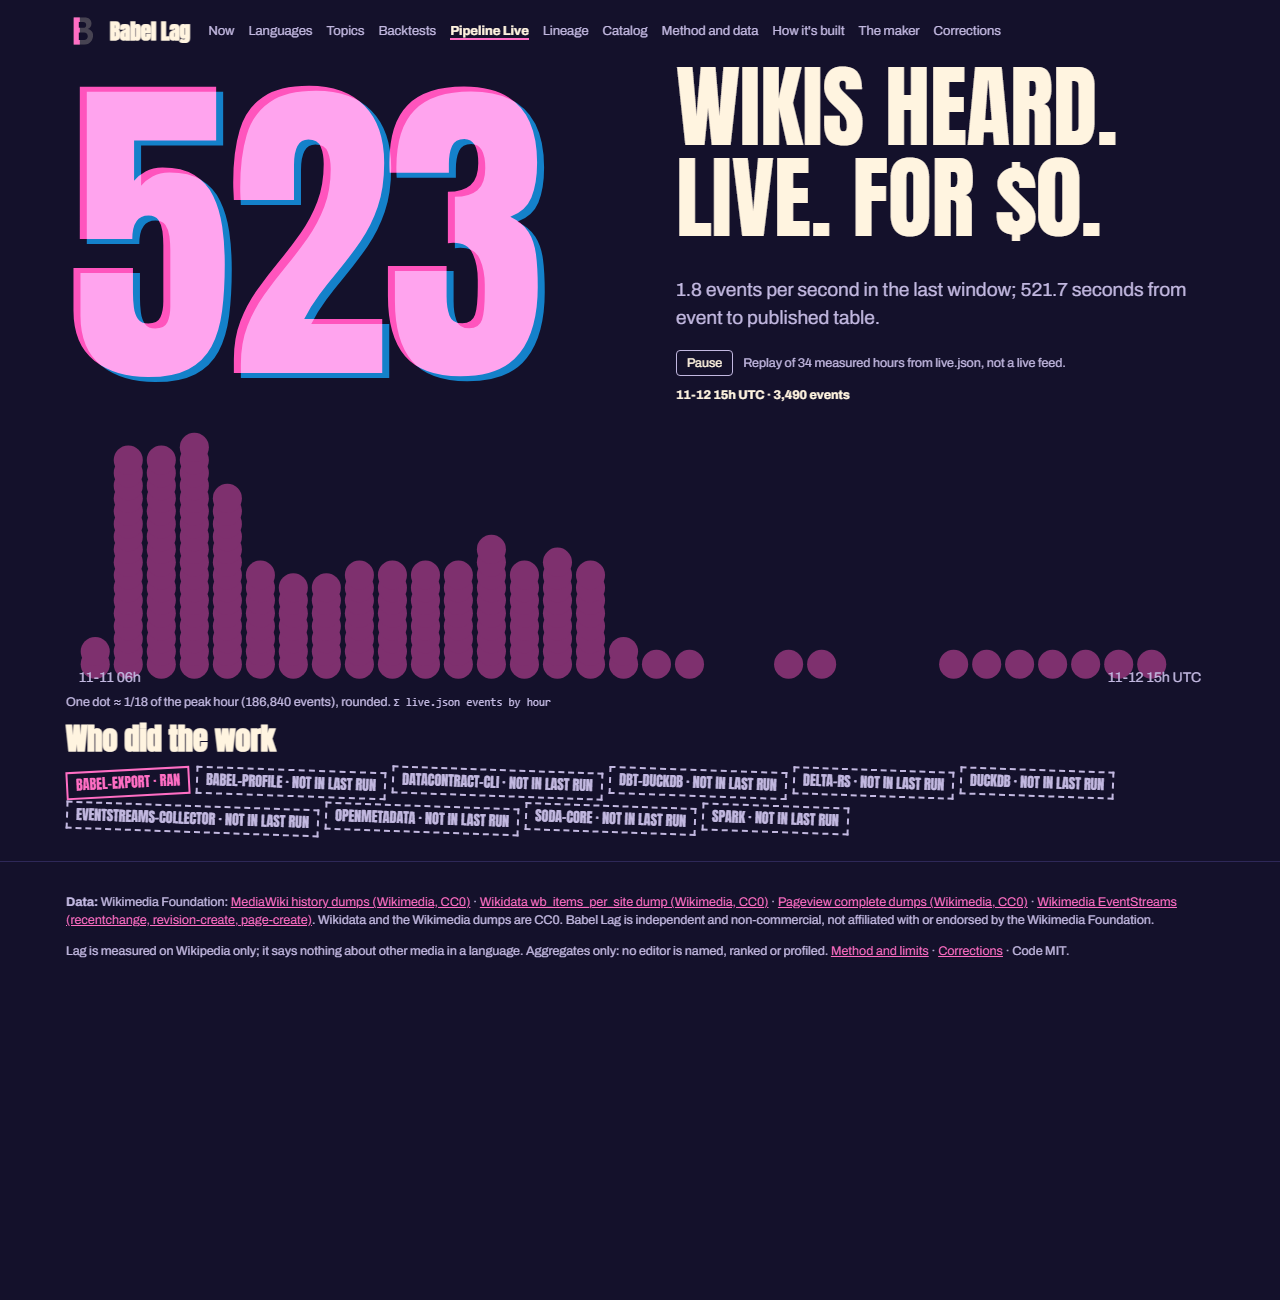 B Babel Lag Now Languages Topics Backtests Pipeline Live Lineage Catalog Method and data How it's built The maker Corrections
523
WIKIS HEARD.
LIVE. FOR $0.
1.8 events per second in the last window; 521.7 seconds from
event to published table.
Pause Replay of 34 measured hours from live.json, not a live feed.
11-12 15h UTC · 3,490 events
11-11 06h 11-12 15h UTC
One dot ≈ 1/18 of the peak hour (186,840 events), rounded. Σ live.json events by hour
Who did the work
BABEL-EXPORT · RAN BABEL-PROFILE · NOT IN LAST RUN DATACONTRACT-CLI · NOT IN LAST RUN DBT-DUCKDB · NOT IN LAST RUN DELTA-RS · NOT IN LAST RUN DUCKDB · NOT IN LAST RUN
EVENTSTREAMS-COLLECTOR · NOT IN LAST RUN OPENMETADATA · NOT IN LAST RUN SODA-CORE · NOT IN LAST RUN SPARK · NOT IN LAST RUN
Data: Wikimedia Foundation: MediaWiki history dumps (Wikimedia, CC0) · Wikidata wb_items_per_site dump (Wikimedia, CC0) · Pageview complete dumps (Wikimedia, CC0) · Wikimedia EventStreams
(recentchange, revision-create, page-create). Wikidata and the Wikimedia dumps are CC0. Babel Lag is independent and non-commercial, not affiliated with or endorsed by the Wikimedia Foundation.
Lag is measured on Wikipedia only; it says nothing about other media in a language. Aggregates only: no editor is named, ranked or profiled. Method and limits · Corrections · Code MIT.